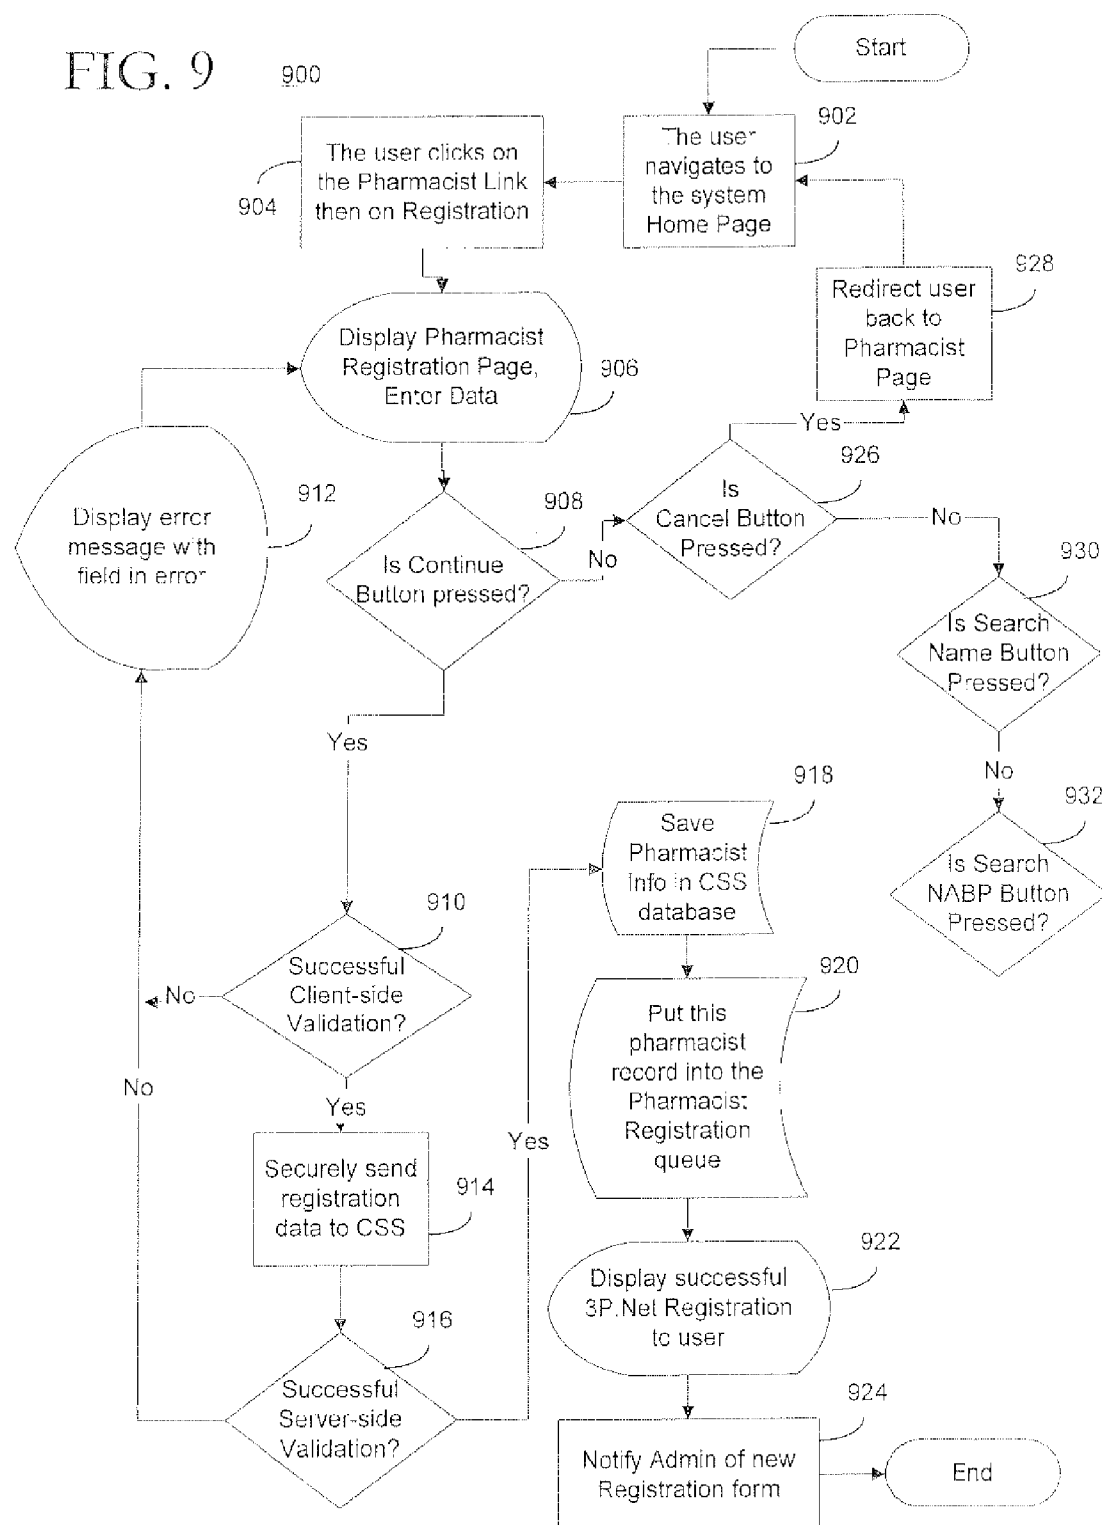 FIG. 9
900
Start
902
The user
navigates to
the system
Home Page
The user clicks on
the Pharmacist Link
then on Registration
904
928
Redirect user
back to
Pharmacist
Page
Display Pharmacist
Registration Page,
Enter Data
906
Yes
926
Is
Cancel Button
Pressed?
No
912
Display error
message with
field in error
908
Is Continue
Button pressed?
No
930
Is Search
Name Button
Pressed?
No
932
Is Search
NABP Button
Pressed?
Yes
918
Save
Pharmacist
Info in CSS
database
910
Successful
Client-side
Validation?
No
920
Put this
pharmacist
record into the
Pharmacist
Registration
queue
No
Yes
Yes
Securely send
registration
data to CSS
914
922
Display successful
3P.Net Registration
to user
916
Successful
Server-side
Validation?
924
Notify Admin of new
Registration form
End